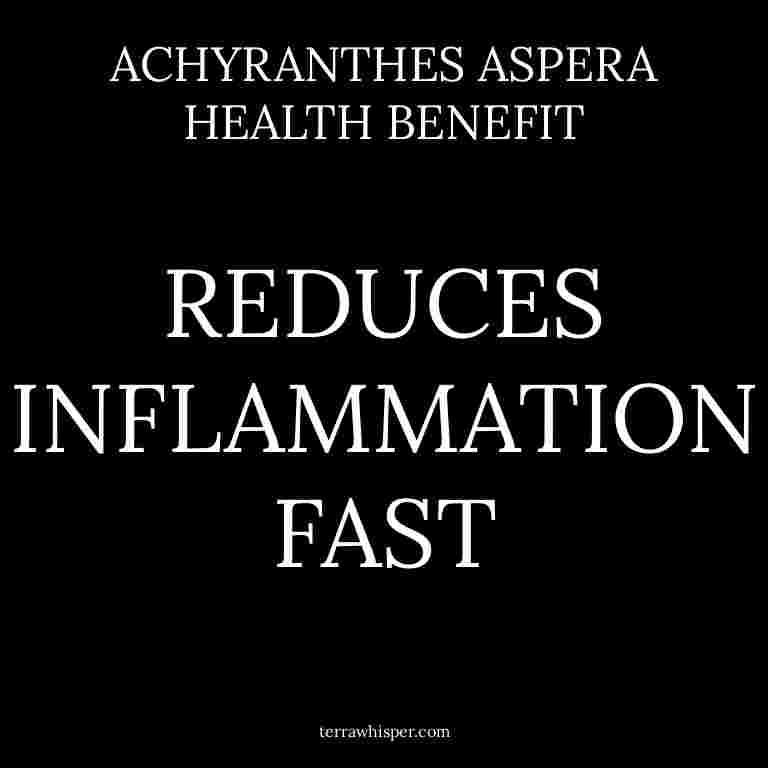 ACHYRANTHES ASPERA
HEALTH BENEFIT
REDUCES
INFLAMMATION
FAST
terrawhisper.com